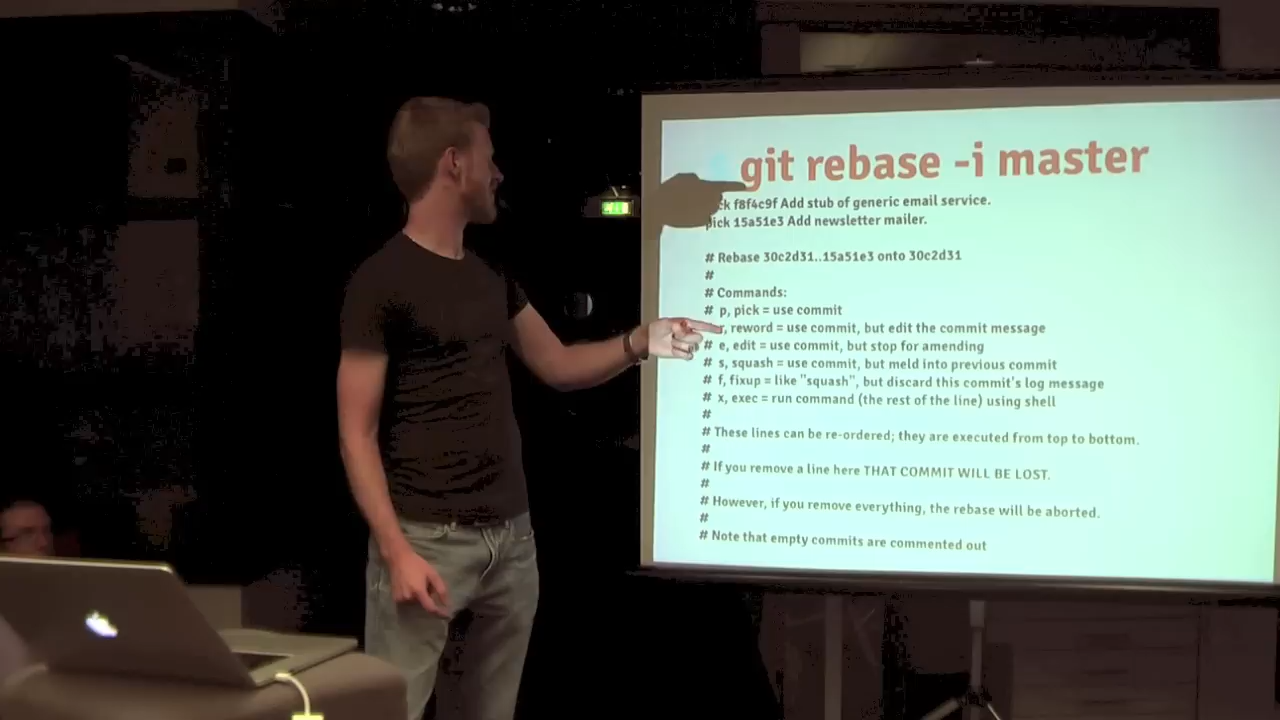 git rebase -i master
ck f8f4c9f Add stub of generic email service.
pick 15a51e3 Add newsletter mailer.
# Rebase 30c2d31..15a51e3 onto 30c2d31
#
# Commands:
# p, pick = use commit
r, reword = use commit, but edit the commit message
# e, edit = use commit, but stop for amending
# s, squash = use commit, but meld into previous commit
# f, fixup = like "squash", but discard this commit's log message
# x, exec = run command (the rest of the line) using shell
#
# These lines can be re-ordered; they are executed from top to bottom.
#
# If you remove a line here THAT COMMIT WILL BE LOST.
#
# However, if you remove everything, the rebase will be aborted.
#
# Note that empty commits are commented out